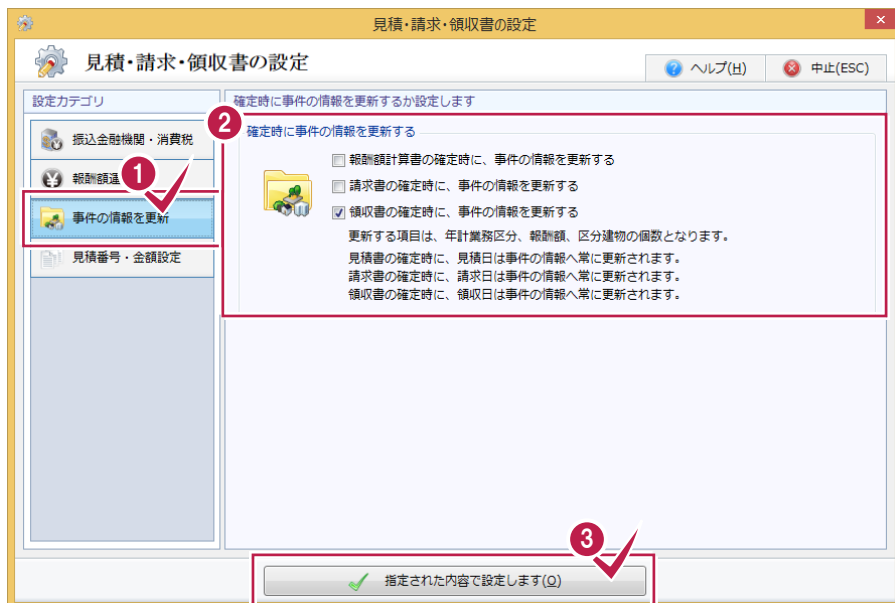 見積・請求・領収書の設定
見積・請求・領収書の設定
ヘルプ(H)
中止(ESC)
設定カテゴリ
確定時に事件の情報を更新するか設定します
振込金融機関・消費税
報酬額
事件の情報を更新
見積番号・金額設定
1
2
確定時に事件の情報を更新する
報酬額計算書の確定時に、事件の情報を更新する
請求書の確定時に、事件の情報を更新する
領収書の確定時に、事件の情報を更新する
更新する項目は、年計業務区分、報酬額、区分建物の個数となります。
見積書の確定時に、見積日は事件の情報へ常に更新されます。
請求書の確定時に、請求日は事件の情報へ常に更新されます。
領収書の確定時に、領収日は事件の情報へ常に更新されます。
3
指定された内容で設定します(O)